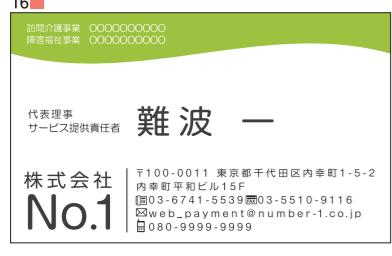 16
訪問介護事業　〇〇〇〇〇〇〇〇〇〇
障害福祉事業　〇〇〇〇〇〇〇〇〇〇
代表理事
サービス提供責任者
難波　一
株式会社
No.1
〒100-0011 東京都千代田区内幸町1-5-2
内幸町平和ビル15F
03-6741-5539 03-5510-9116
web_payment@number-1.co.jp
080-9999-9999